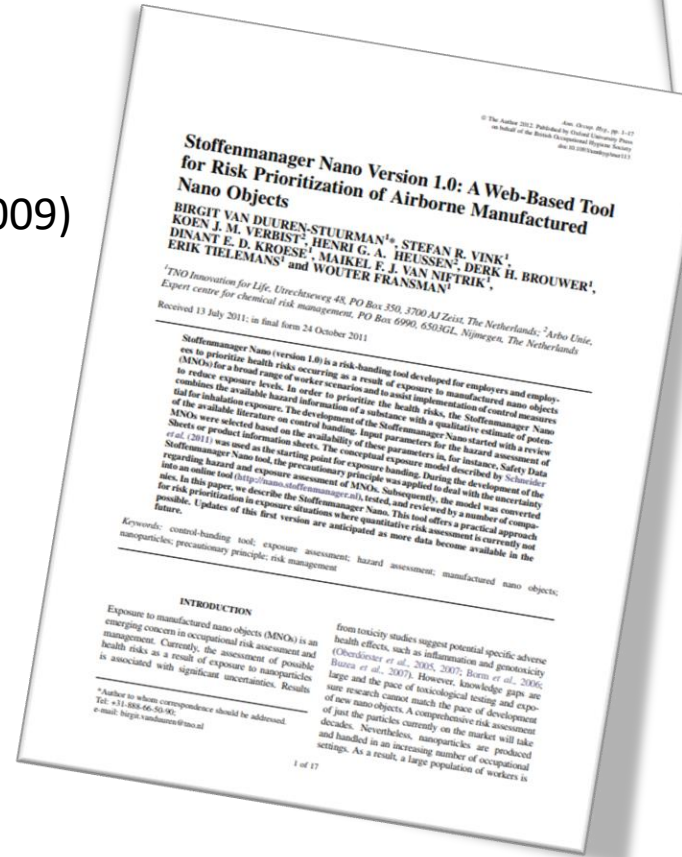 009)
© The Author 2012. Published by Oxford University Press
on behalf of the British Occupational Hygiene Society
Ann. Occup. Hyg., pp. 1–17
Stoffenmanager Nano Version 1.0: A Web-Based Tool
for Risk Prioritization of Airborne Manufactured
Nano Objects
BIRGIT VAN DUUREN-STUURMAN¹*, STEFAN R. VINK¹,
KOEN J. M. VERBIST², HENRI G. A. HEUSSEN², DERK H. BROUWER¹,
DINANT E. D. KROESE¹, MAIKEL F. J. VAN NIFTRIK¹,
ERIK TIELEMANS¹ and WOUTER FRANSMAN¹
¹TNO Innovation for Life, Utrechtseweg 48, PO Box 350, 3700 AJ Zeist, The Netherlands; ²Arbo Unie,
Expert centre for chemical risk management, PO Box 6990, 6503GL, Nijmegen, The Netherlands
Received 13 July 2011; in final form 24 October 2011
Stoffenmanager Nano (version 1.0) is a risk-banding tool developed for employers and employ-
ees to prioritize health risks occurring as a result of exposure to manufactured nano objects
(MNOs) for a broad range of worker scenarios and to assist implementation of control measures
to reduce exposure levels. In order to prioritize the health risks, the Stoffenmanager Nano
combines the available hazard information of a substance with a qualitative estimate of poten-
tial for inhalation exposure. The development of the Stoffenmanager Nano started with a review
of the available literature on control banding. Input parameters for the hazard assessment of
MNOs were selected based on the availability of these parameters in, for instance, Safety Data
Sheets or product information sheets. The conceptual exposure model described by Schneider
et al. (2011) was used as the starting point for exposure banding. During the development of the
Stoffenmanager Nano tool, the precautionary principle was applied to deal with the uncertainty
regarding hazard and exposure assessment of MNOs. Subsequently, the model was converted
into an online tool (http://nano.stoffenmanager.nl), tested, and reviewed by a number of compa-
nies. In this paper, we describe the Stoffenmanager Nano. This tool offers a practical approach
for risk prioritization in exposure situations where quantitative risk assessment is currently not
possible. Updates of this first version are anticipated as more data become available in the
future.
Keywords: control-banding tool; exposure assessment; hazard assessment; manufactured nano objects;
nanoparticles; precautionary principle; risk management
INTRODUCTION
Exposure to manufactured nano objects (MNOs) is an
emerging concern in occupational risk assessment and
management. Currently, the assessment of possible
health risks as a result of exposure to nanoparticles
is associated with significant uncertainties. Results
*Author to whom correspondence should be addressed.
Tel: +31-888-66-50-90;
e-mail: birgit.vanduuren@tno.nl
from toxicity studies suggest potential specific adverse
health effects, such as inflammation and genotoxicity
(Oberdörster et al., 2005, 2007; Borm et al., 2006;
Buzea et al., 2007). However, knowledge gaps are
large and the pace of toxicological testing and expo-
sure research cannot match the pace of development
of new nano objects. A comprehensive risk assessment
of just the particles currently on the market will take
decades. Nevertheless, nanoparticles are produced
and handled in an increasing number of occupational
settings. As a result, a large population of workers is
1 of 17